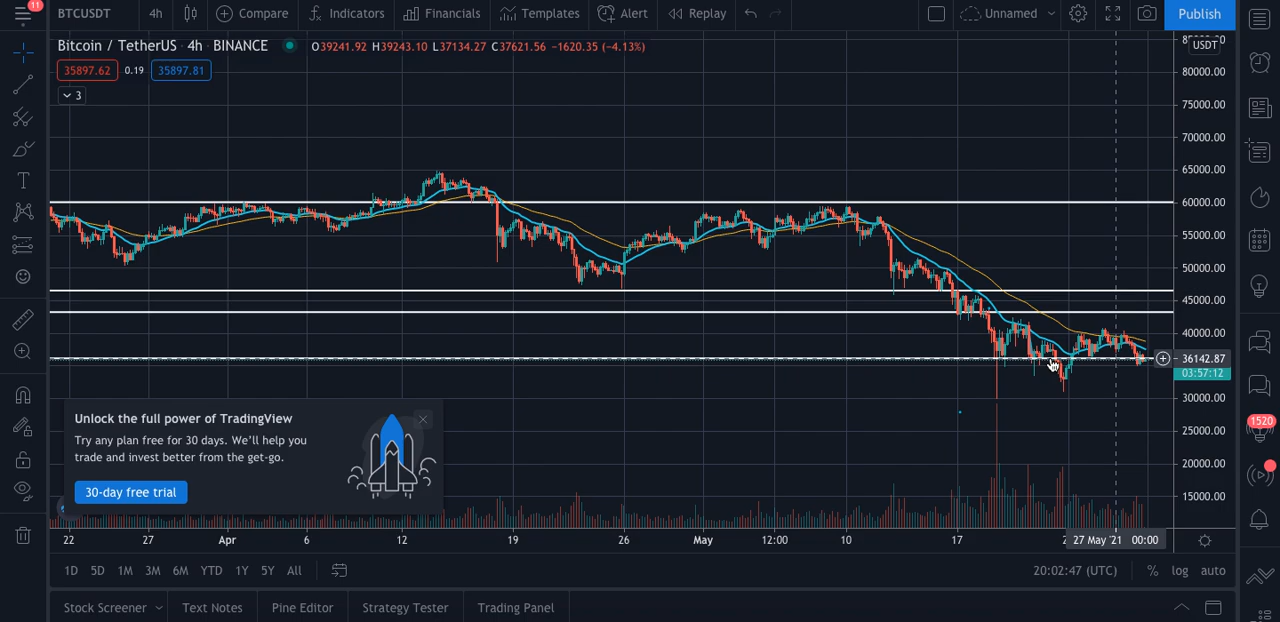 11
BTCUSDT 4h Compare Indicators Financials Templates Alert Replay Unnamed Publish
Bitcoin / TetherUS · 4h · BINANCE O39241.92 H39243.10 L37134.27 C37621.56 −1620.35 (−4.13%)
USDT
35897.62 0.19 35897.81
3
80000.00
75000.00
70000.00
65000.00
60000.00
55000.00
50000.00
45000.00
40000.00
36142.87
03:57:12
30000.00
25000.00
20000.00
15000.00
Unlock the full power of TradingView
Try any plan free for 30 days. We'll help you
trade and invest better from the get-go.
30-day free trial
1520
22 27 Apr 6 12 19 26 May 12:00 10 17 27 May '21 00:00
1D 5D 1M 3M 6M YTD 1Y 5Y All 20:02:47 (UTC) % log auto
Stock Screener Text Notes Pine Editor Strategy Tester Trading Panel